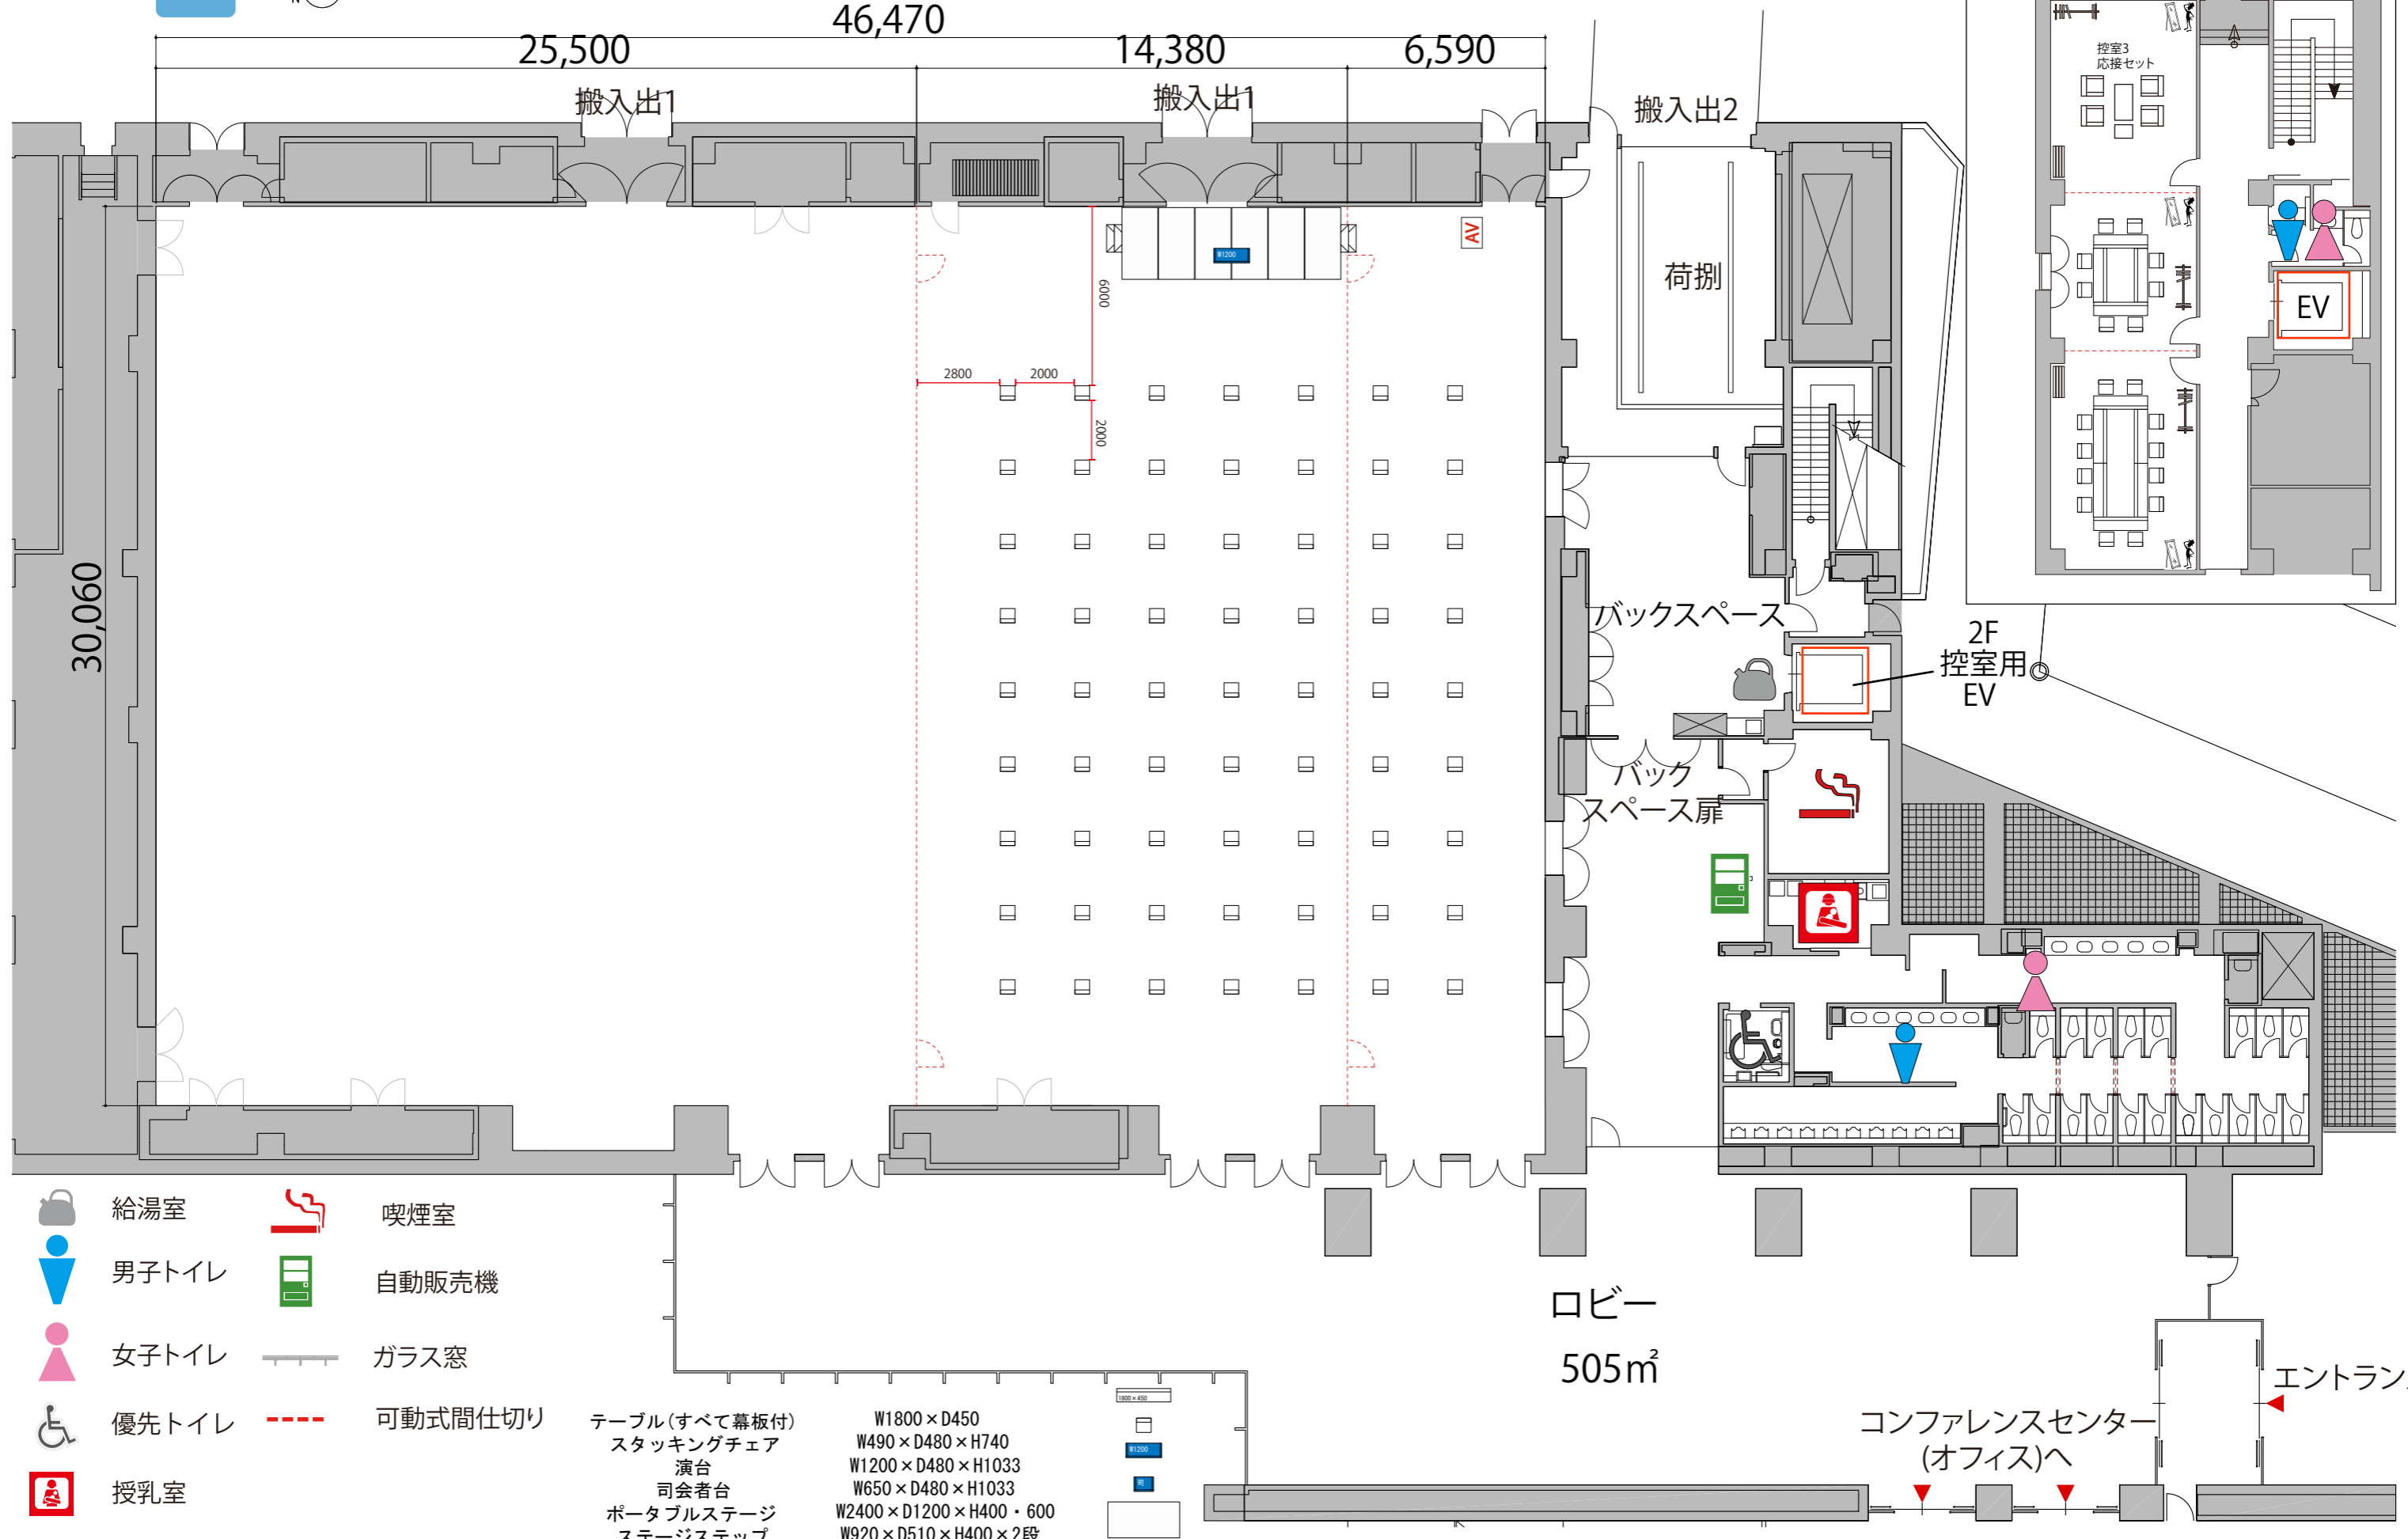 N
46,470
25,500
14,380
6,590
搬入出1
搬入出1
搬入出2
控室3
応接セット
AV
W1200
荷捌
6000
EV
2800
2000
2000
30,060
バックスペース
2F
控室用
EV
バック
スペース扉
給湯室
喫煙室
男子トイレ
自動販売機
女子トイレ
ガラス窓
優先トイレ
可動式間仕切り
授乳室
ロビー
505㎡
エントラン
コンファレンスセンター
(オフィス)へ
1800×450
テーブル(すべて幕板付) W1800×D450
スタッキングチェア W490×D480×H740
演台 W1200×D480×H1033
W1200
司会者台 W650×D480×H1033
司
ポータブルステージ W2400×D1200×H400・600
ステージステップ W920×D510×H400×2段